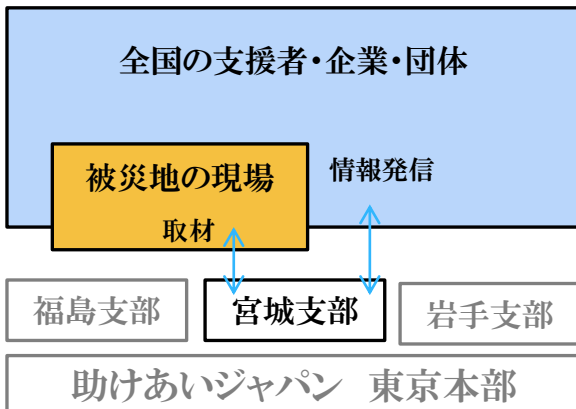 全国の支援者・企業・団体
被災地の現場
情報発信
取材
福島支部
宮城支部
岩手支部
助けあいジャパン 東京本部